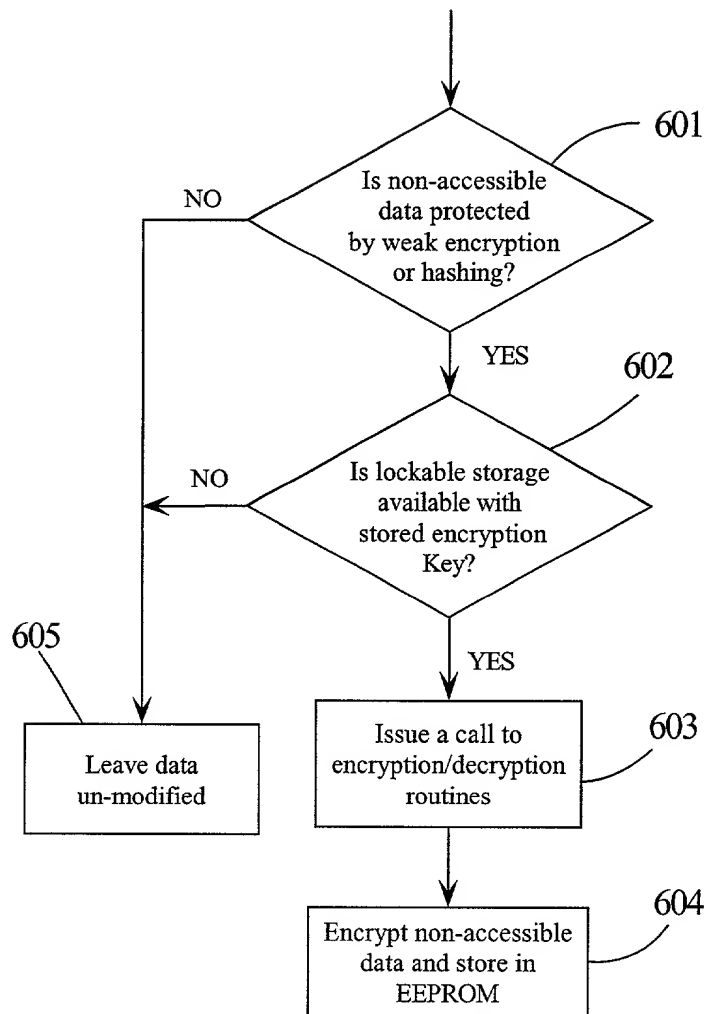 601
Is non-accessible
data protected
by weak encryption
or hashing?
NO
YES
602
Is lockable storage
available with
stored encryption
Key?
NO
YES
605
Leave data
un-modified
603
Issue a call to
encryption/decryption
routines
604
Encrypt non-accessible
data and store in
EEPROM